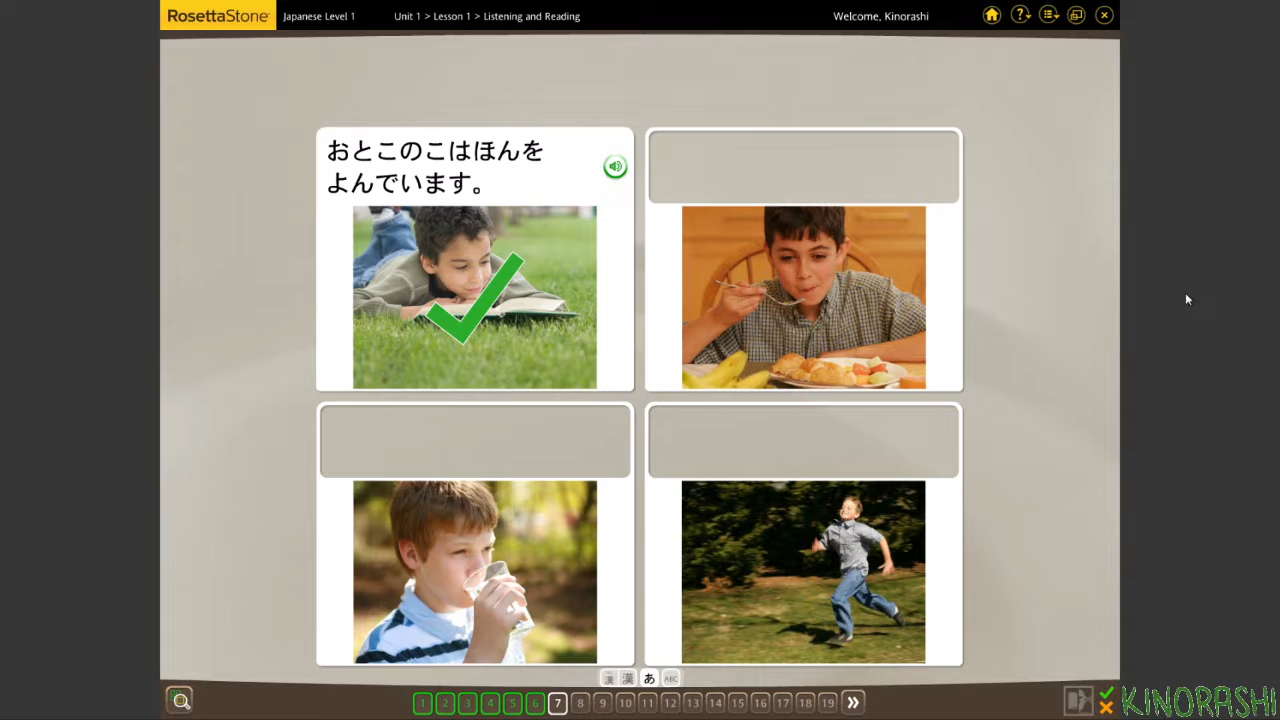 RosettaStone
Japanese Level 1
Unit 1 > Lesson 1 > Listening and Reading
Welcome, Kinorashi
?
おとこのこはほんを
よんでいます。
漢 漢 あ ABC
1 2 3 4 5 6 7 8 9 10 11 12 13 14 15 16 17 18 19
KINORASHI